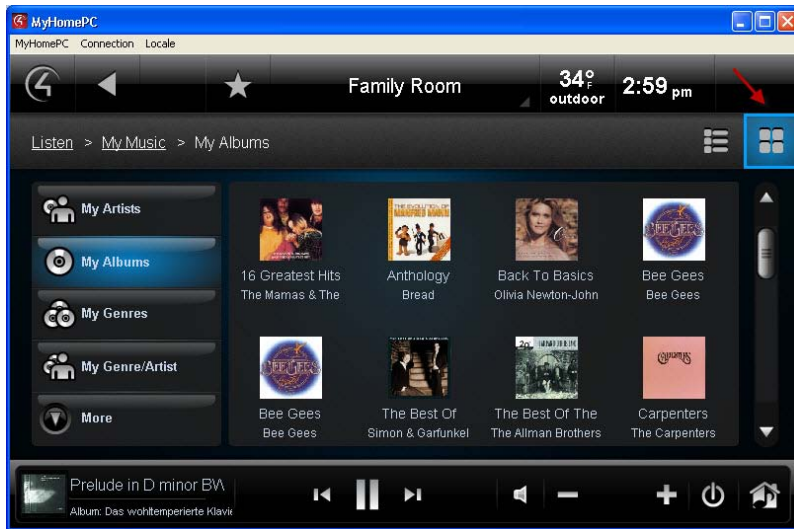 MyHomePC
MyHomePC Connection Locale
Family Room
34°F
outdoor
2:59 pm
Listen > My Music > My Albums
My Artists
My Albums
My Genres
My Genre/Artist
More
16 Greatest Hits
The Mamas & The
Anthology
Bread
Back To Basics
Olivia Newton-John
Bee Gees
Bee Gees
Bee Gees
Bee Gees
The Best Of
Simon & Garfunkel
The Best Of The
The Allman Brothers
Carpenters
The Carpenters
Prelude in D minor BW
Album: Das wohltemperierte Klavie